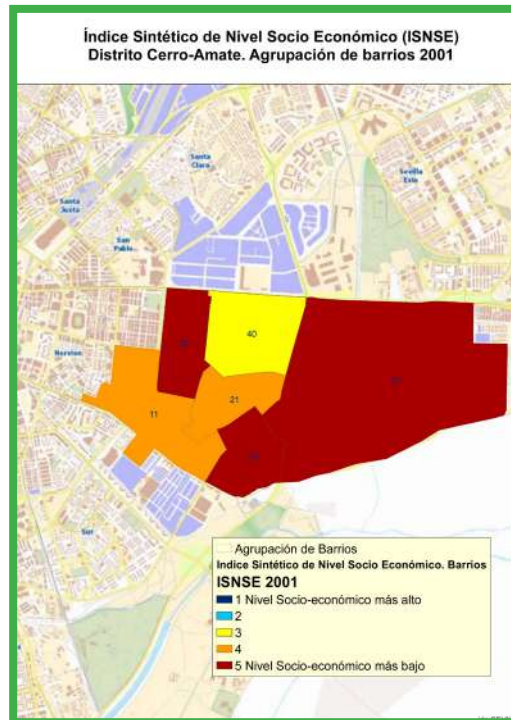 Índice Sintético de Nivel Socio Económico (ISNSE)
Distrito Cerro-Amate. Agrupación de barrios 2001
Santa
Clara
Sevilla
Este
Santa
Justa
San
Pablo
Nervion
40
21
11
Sur
Agrupación de Barrios
Indice Sintético de Nivel Socio Económico. Barrios
ISNSE 2001
1 Nivel Socio-económico más alto
2
3
4
5 Nivel Socio-económico más bajo